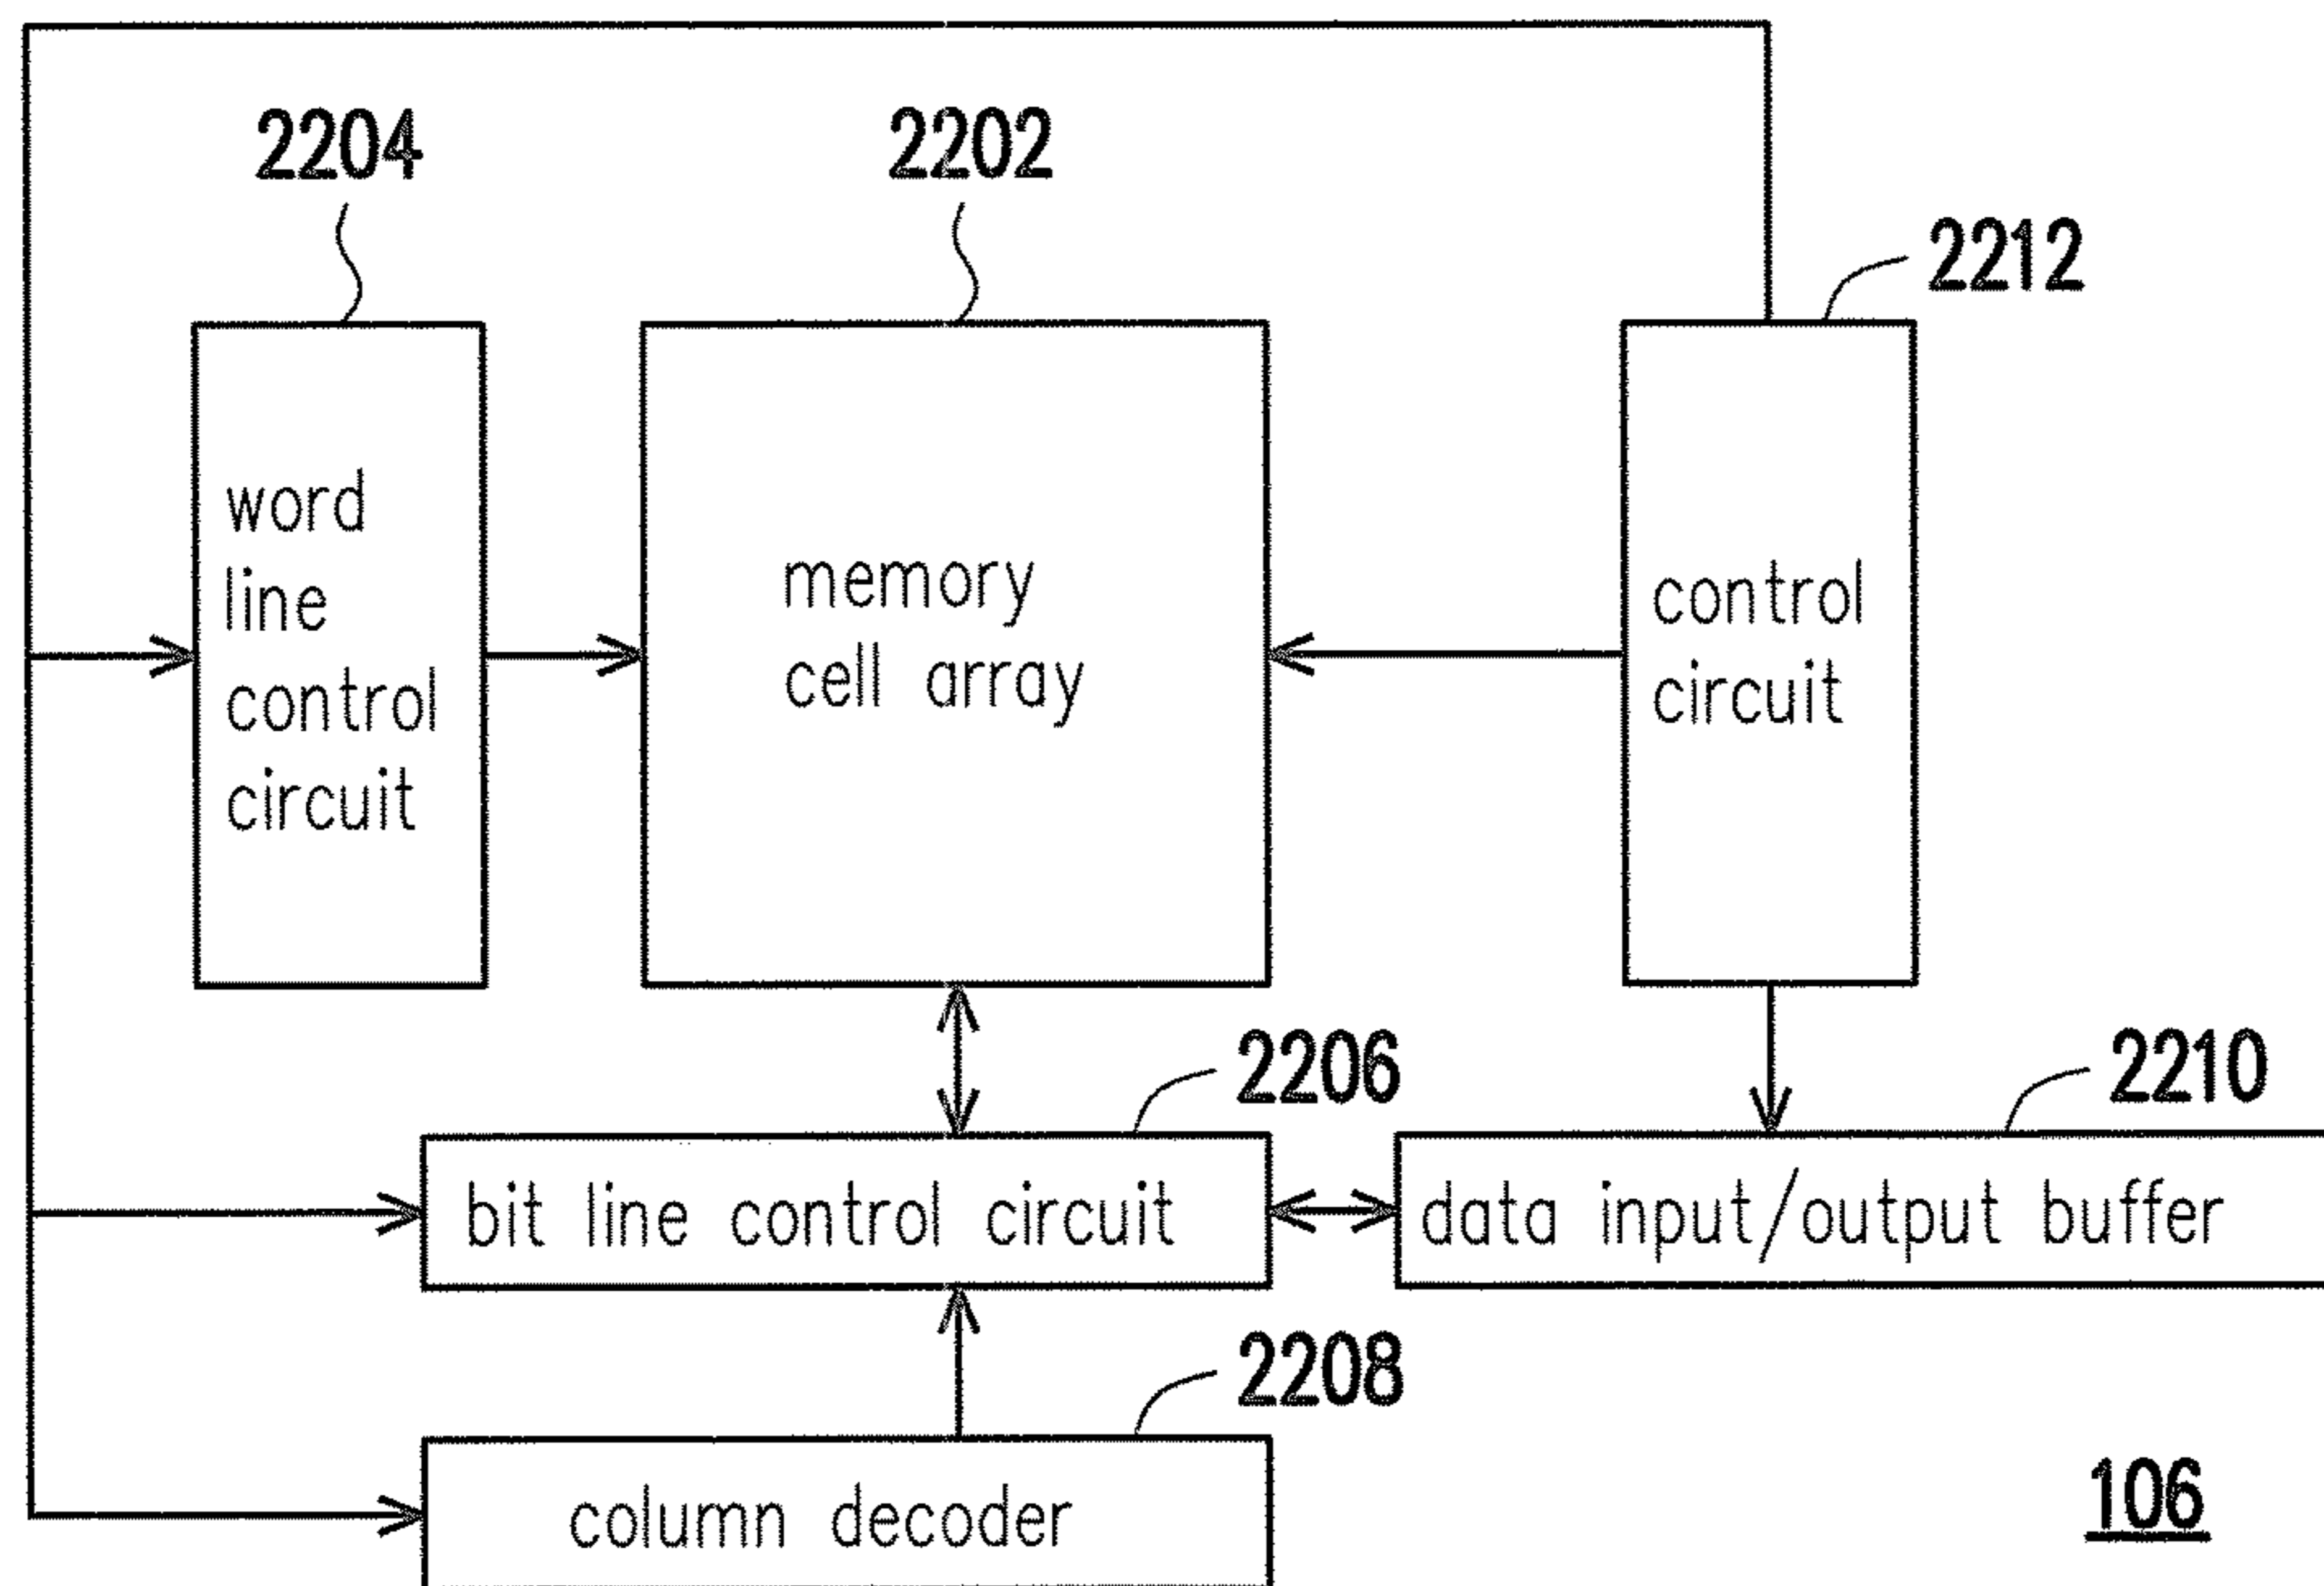 2204
2202
2212
word
line
control
circuit
memory
cell array
control
circuit
2206
2210
bit line control circuit
data input/output buffer
2208
column decoder
106